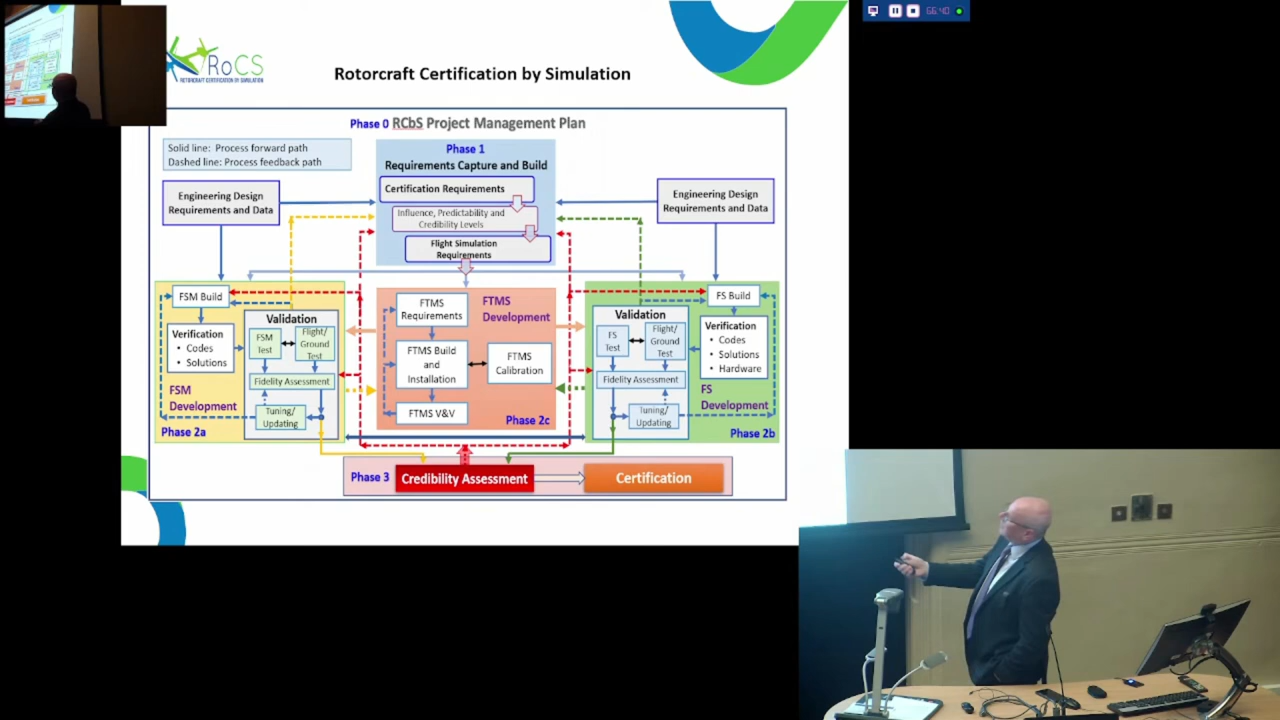 RoCS
ROTORCRAFT CERTIFICATION BY SIMULATION
Rotorcraft Certification by Simulation
Phase 0 RCbS Project Management Plan
Solid line: Process forward path
Dashed line: Process feedback path
Phase 1
Requirements Capture and Build
Certification Requirements
Influence, Predictability and
Credibility Levels
Flight Simulation
Requirements
Engineering Design
Requirements and Data
Engineering Design
Requirements and Data
FSM Build
Verification
• Codes
• Solutions
FSM
Development
Phase 2a
Validation
FSM
Test
Flight/
Ground
Test
Fidelity Assessment
Tuning/
Updating
FTMS
Requirements
FTMS
Development
FTMS Build
and
Installation
FTMS
Calibration
FTMS V&V
Phase 2c
Validation
FS
Test
Flight/
Ground
Test
Fidelity Assessment
Tuning/
Updating
FS Build
Verification
• Codes
• Solutions
• Hardware
FS
Development
Phase 2b
Phase 3
Credibility Assessment
Certification